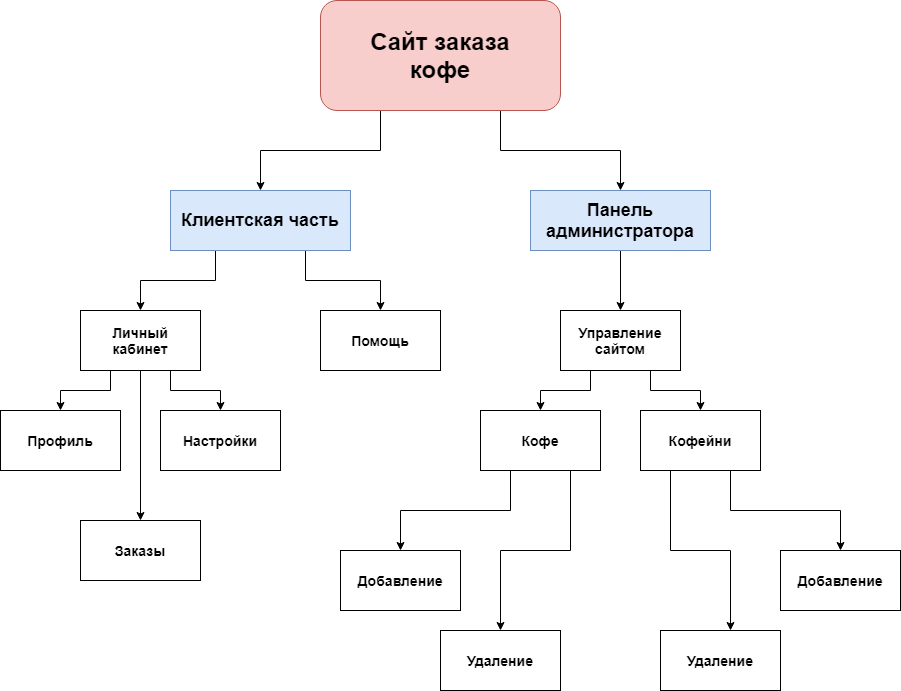 Сайт заказа
кофе
Клиентская часть
Панель
администратора
Личный
кабинет
Помощь
Управление
сайтом
Профиль
Настройки
Кофе
Кофейни
Заказы
Добавление
Добавление
Удаление
Удаление